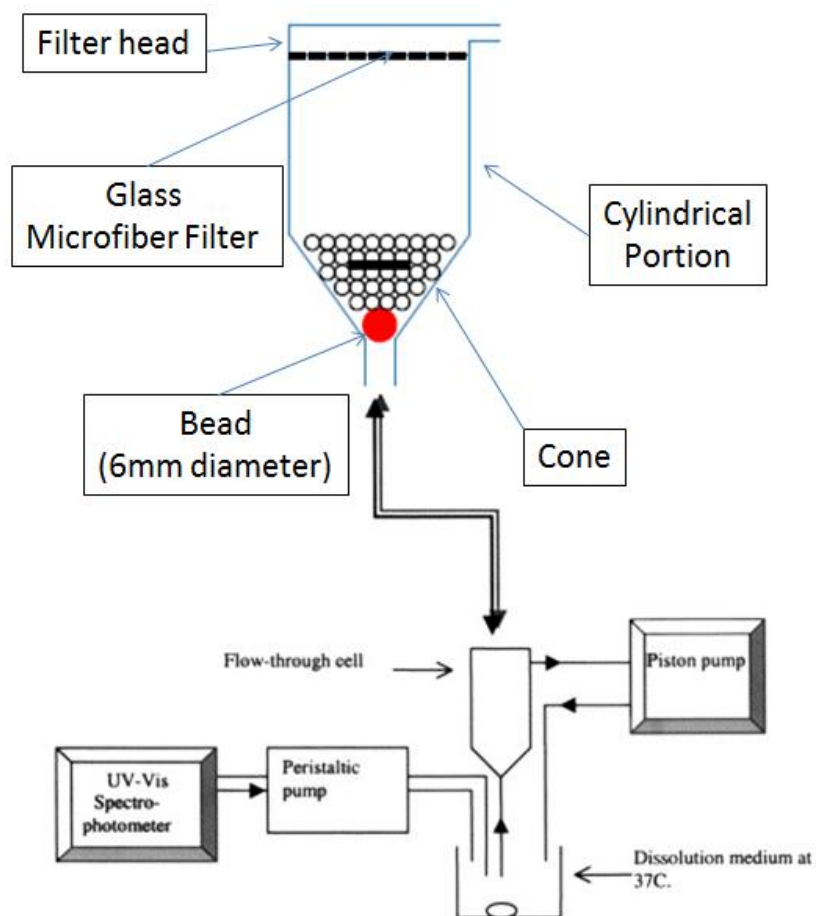 Filter head
Glass
Microfiber Filter
Cylindrical
Portion
Bead
(6mm diameter)
Cone
Flow-through cell
Piston pump
UV-Vis
Spectro-
photometer
Peristaltic
pump
Dissolution medium at
37C.